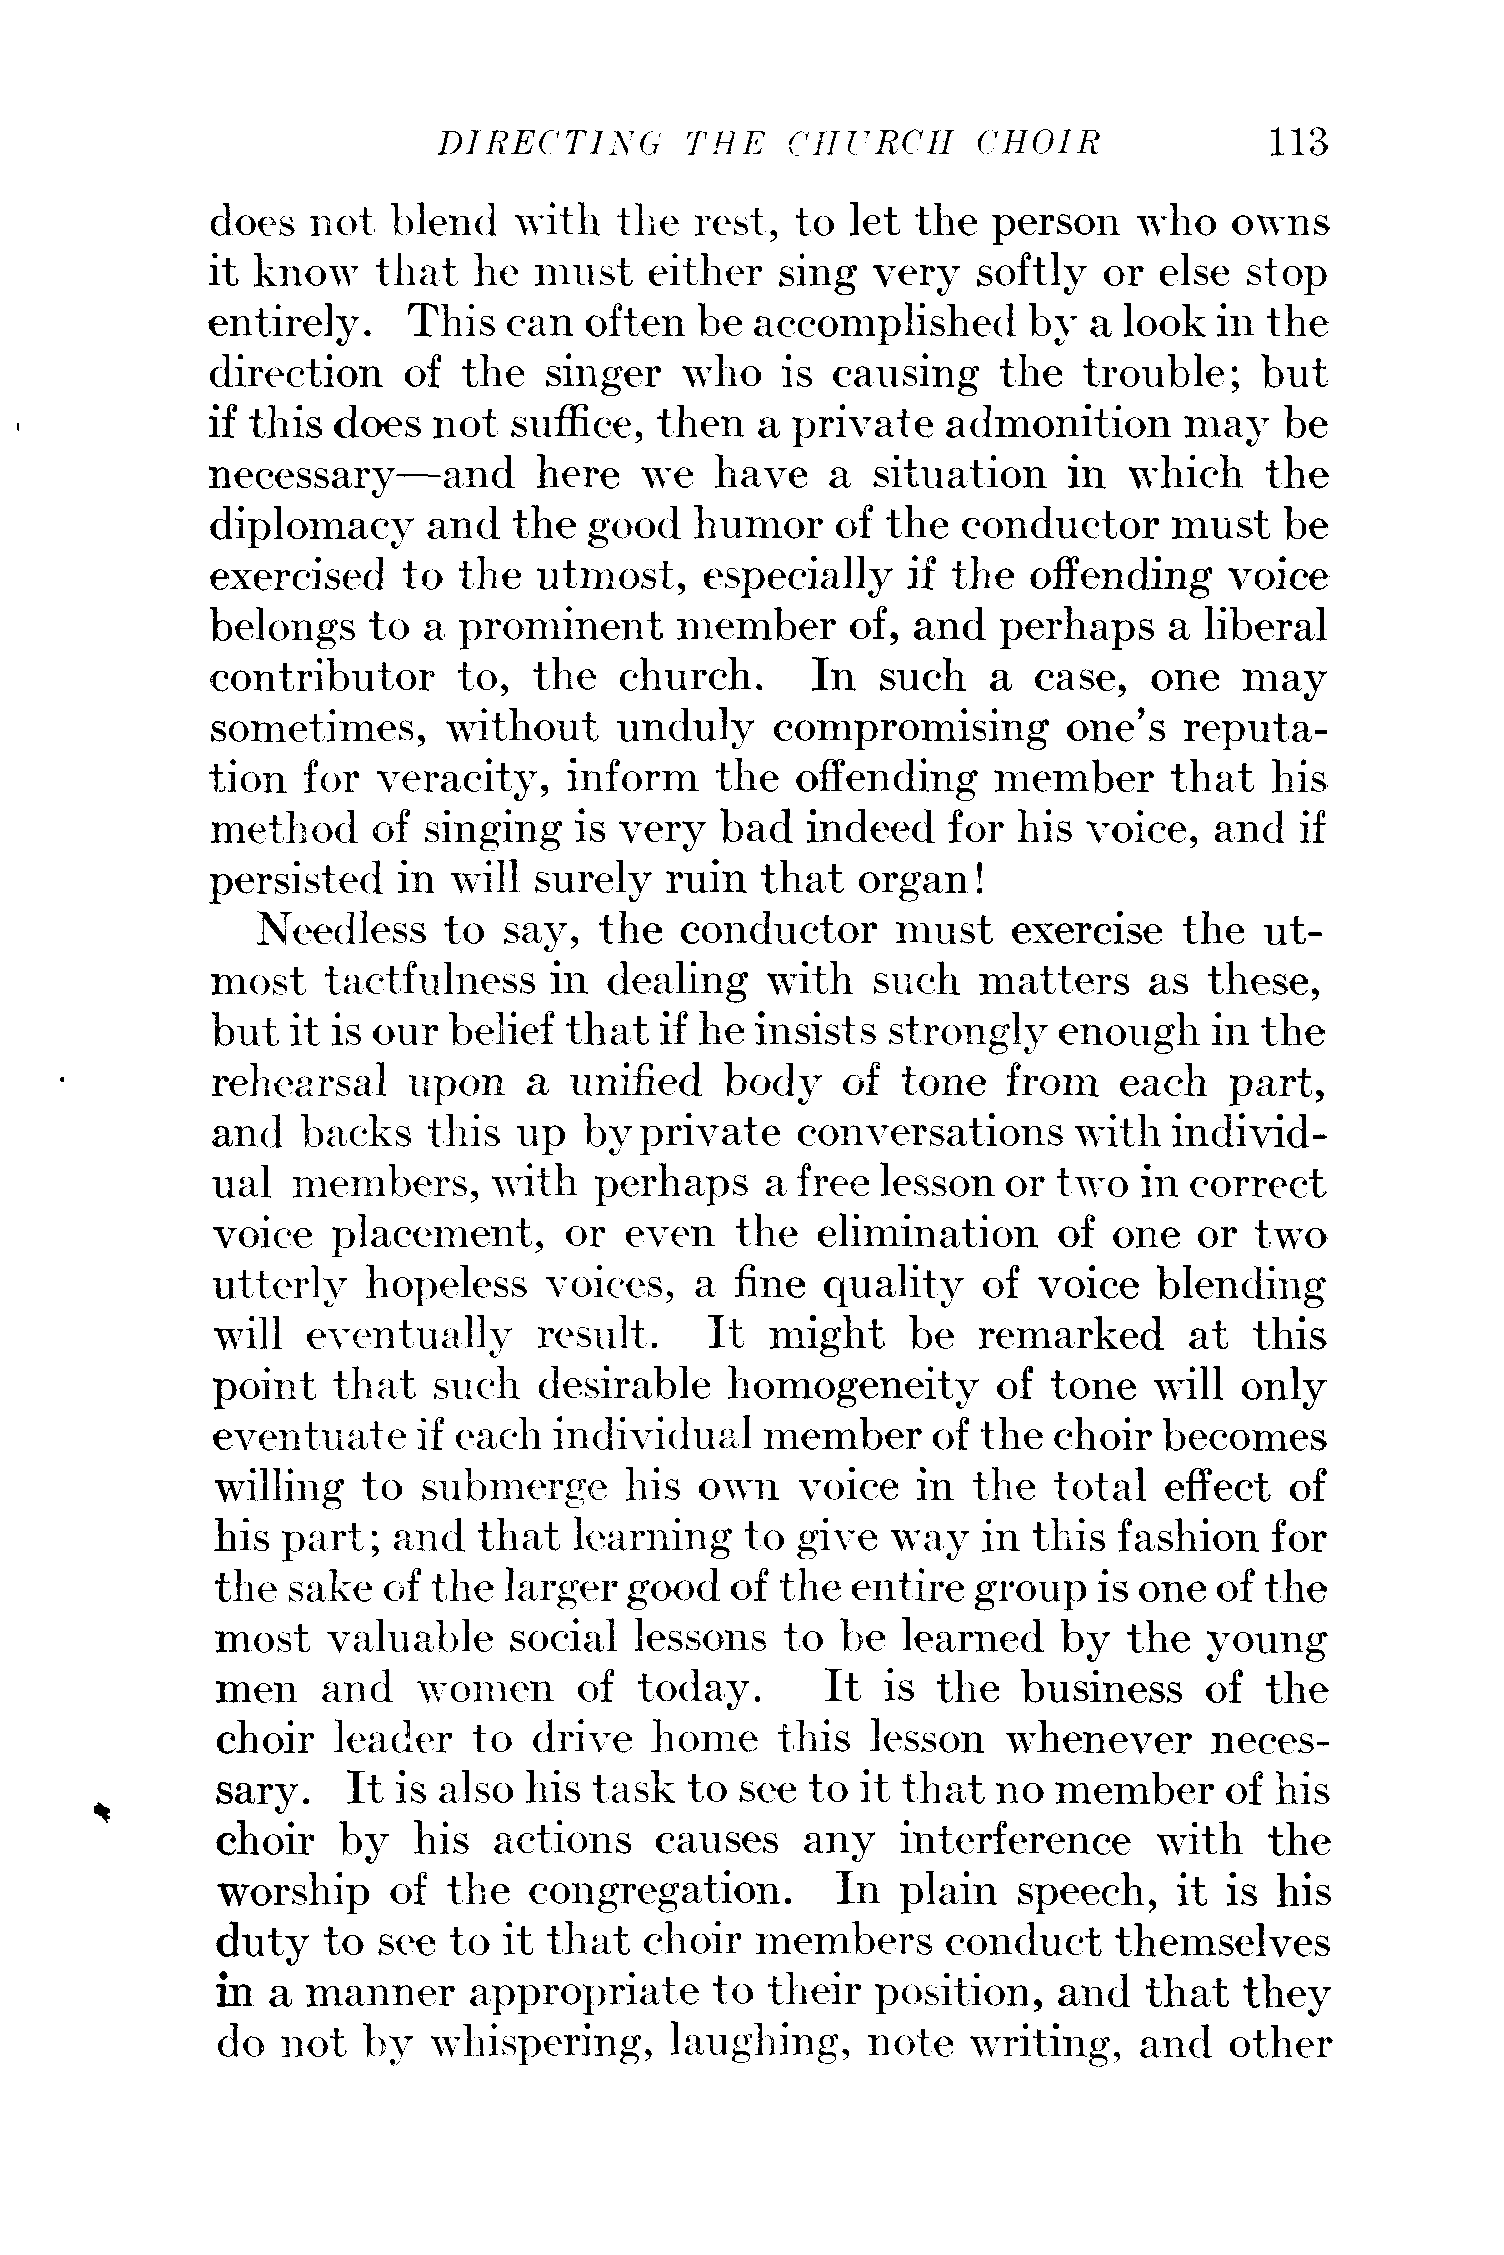 DIRECTING THE CHURCH CHOIR 113
does not blend with the rest, to let the person who owns
it know that he must either sing very softly or else stop
entirely. This can often be accomplished by a look in the
direction of the singer who is causing the trouble; but
if this does not suffice, then a private admonition may be
necessary—and here we have a situation in which the
diplomacy and the good humor of the conductor must be
exercised to the utmost, especially if the offending voice
belongs to a prominent member of, and perhaps a liberal
contributor to, the church. In such a case, one may
sometimes, without unduly compromising one's reputa-
tion for veracity, inform the offending member that his
method of singing is very bad indeed for his voice, and if
persisted in will surely ruin that organ!
Needless to say, the conductor must exercise the ut-
most tactfulness in dealing with such matters as these,
but it is our belief that if he insists strongly enough in the
rehearsal upon a unified body of tone from each part,
and backs this up by private conversations with individ-
ual members, with perhaps a free lesson or two in correct
voice placement, or even the elimination of one or two
utterly hopeless voices, a fine quality of voice blending
will eventually result. It might be remarked at this
point that such desirable homogeneity of tone will only
eventuate if each individual member of the choir becomes
willing to submerge his own voice in the total effect of
his part; and that learning to give way in this fashion for
the sake of the larger good of the entire group is one of the
most valuable social lessons to be learned by the young
men and women of today. It is the business of the
choir leader to drive home this lesson whenever neces-
sary. It is also his task to see to it that no member of his
choir by his actions causes any interference with the
worship of the congregation. In plain speech, it is his
duty to see to it that choir members conduct themselves
in a manner appropriate to their position, and that they
do not by whispering, laughing, note writing, and other